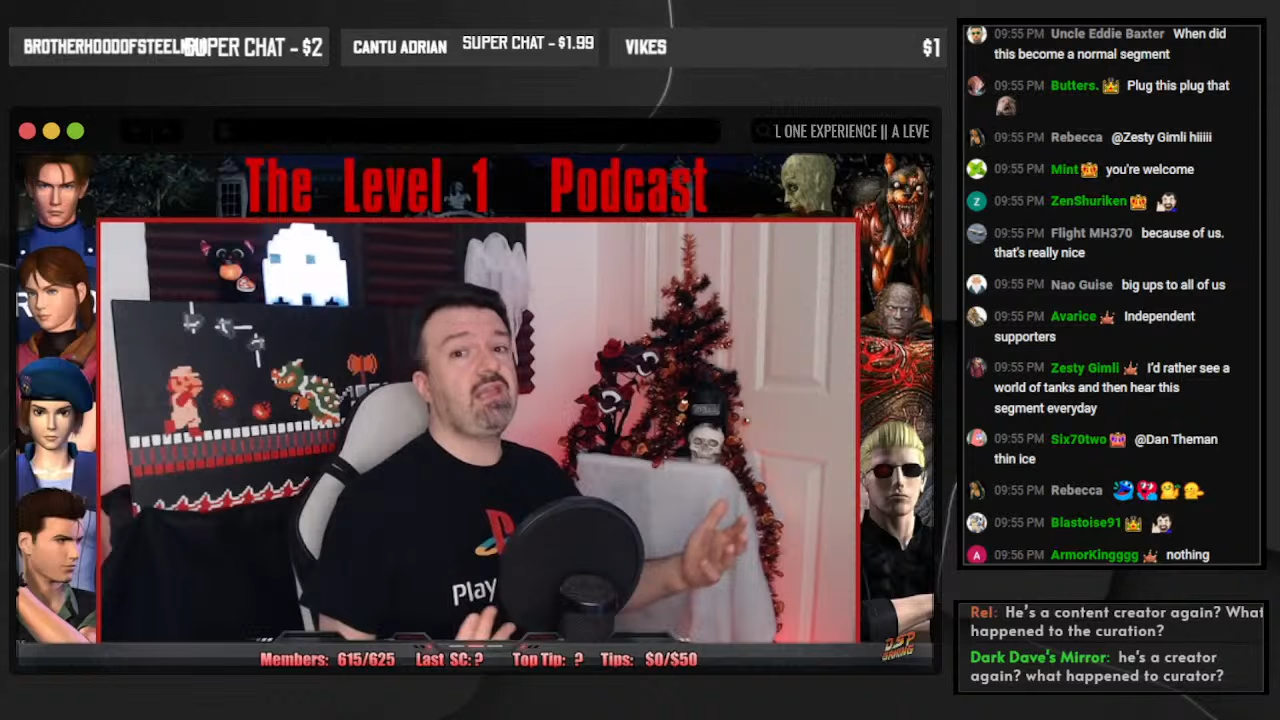 SUPER CHAT - $2
CANTU ADRIAN SUPER CHAT - $1.99
VIKES $1
L ONE EXPERIENCE || A LEVE
The Level 1 Podcast
Play
Members: 615/625 Last SC: ? Top Tip: ? Tips: $0/$50
DSP
GAMING
09:55 PM Uncle Eddie Baxter When did
this become a normal segment
09:55 PM Butters. Plug this plug that
09:55 PM Rebecca @Zesty Gimli hiiiii
09:55 PM Mint you're welcome
Z 09:55 PM ZenShuriken
09:55 PM Flight MH370 because of us.
that's really nice
09:55 PM Nao Guise big ups to all of us
09:55 PM Avarice Independent
supporters
09:55 PM Zesty Gimli I'd rather see a
world of tanks and then hear this
segment everyday
09:55 PM Six70two @Dan Theman
thin ice
09:55 PM Rebecca
09:55 PM Blastoise91
A 09:56 PM ArmorKingggg nothing
Rel: He's a content creator again? What
happened to the curation?
Dark Dave's Mirror: he's a creator
again? what happened to curator?